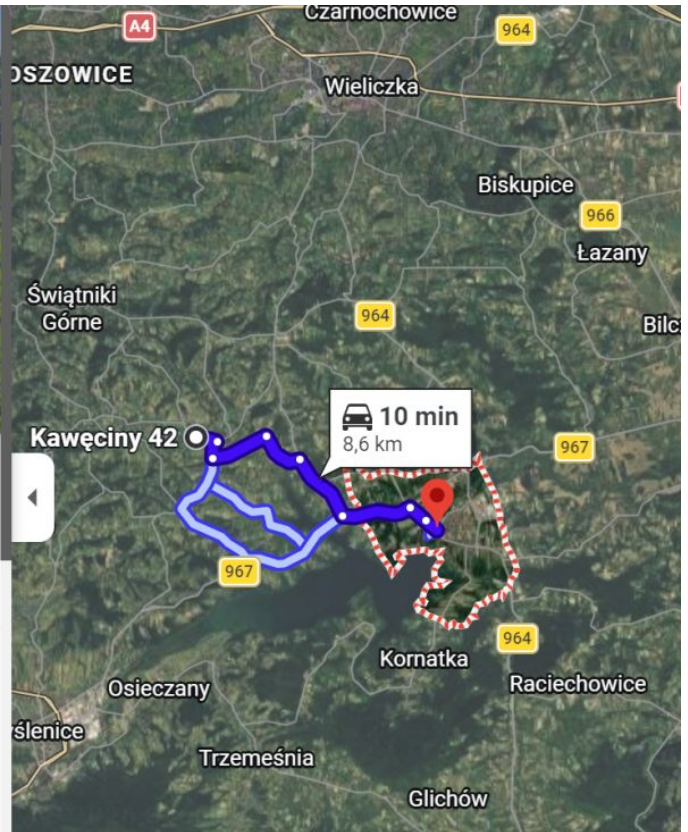 Czarnochowice
A4
964
OSZOWICE
Wieliczka
Biskupice
966
Łazany
Świątniki
Górne
964
Bilcz
10 min
8,6 km
Kawęciny 42
967
967
964
Kornatka
Osieczany
Raciechowice
yślenice
Trzemeśnia
Glichów